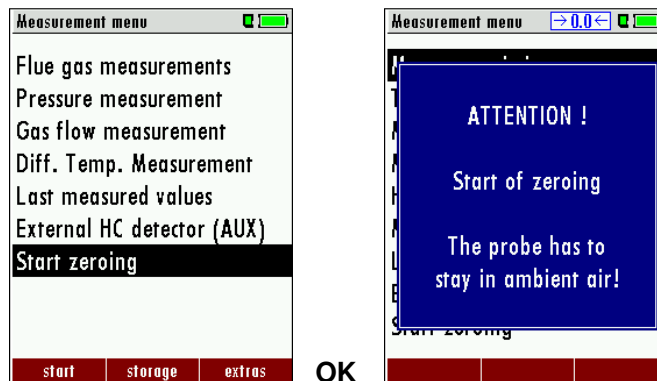 Measurement menu
Flue gas measurements
Pressure measurement
Gas flow measurement
Diff. Temp. Measurement
Last measured values
External HC detector (AUX)
Start zeroing
start storage extras
OK
Measurement menu →0.0←
ATTENTION !
Start of zeroing
The probe has to
stay in ambient air!
Start zeroing